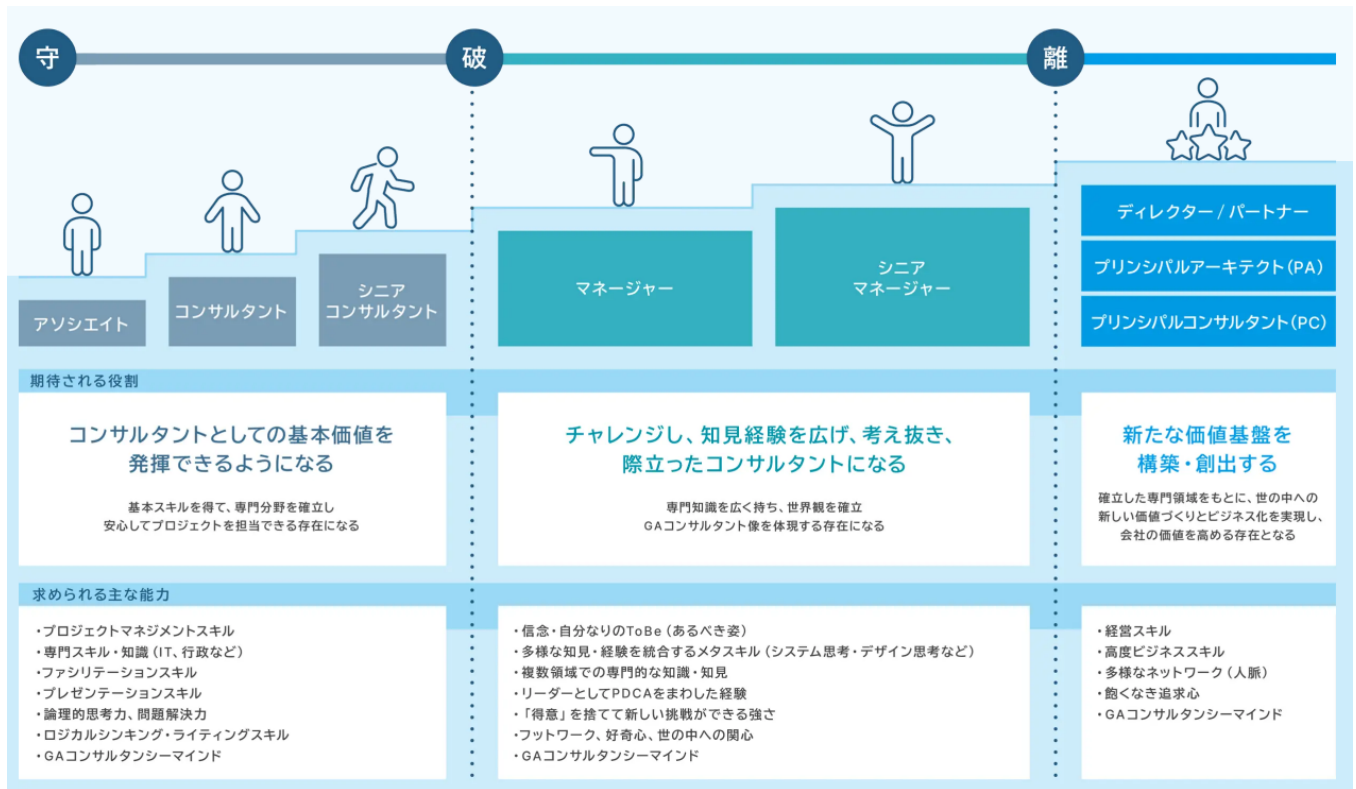 守
破
離
アソシエイト
コンサルタント
シニア
コンサルタント
マネージャー
シニア
マネージャー
ディレクター / パートナー
プリンシパルアーキテクト(PA)
プリンシパルコンサルタント(PC)
期待される役割
コンサルタントとしての基本価値を
発揮できるようになる
基本スキルを得て、専門分野を確立し
安心してプロジェクトを担当できる存在になる
チャレンジし、知見経験を広げ、考え抜き、
際立ったコンサルタントになる
専門知識を広く持ち、世界観を確立
GAコンサルタント像を体現する存在になる
新たな価値基盤を
構築・創出する
確立した専門領域をもとに、世の中への
新しい価値づくりとビジネス化を実現し、
会社の価値を高める存在となる
求められる主な能力
・プロジェクトマネジメントスキル
・専門スキル・知識（IT、行政など）
・ファシリテーションスキル
・プレゼンテーションスキル
・論理的思考力、問題解決力
・ロジカルシンキング・ライティングスキル
・GAコンサルタンシーマインド
・信念・自分なりのToBe（あるべき姿）
・多様な知見・経験を統合するメタスキル（システム思考・デザイン思考など）
・複数領域での専門的な知識・知見
・リーダーとしてPDCAをまわした経験
・「得意」を捨てて新しい挑戦ができる強さ
・フットワーク、好奇心、世の中への関心
・GAコンサルタンシーマインド
・経営スキル
・高度ビジネススキル
・多様なネットワーク（人脈）
・飽くなき追求心
・GAコンサルタンシーマインド